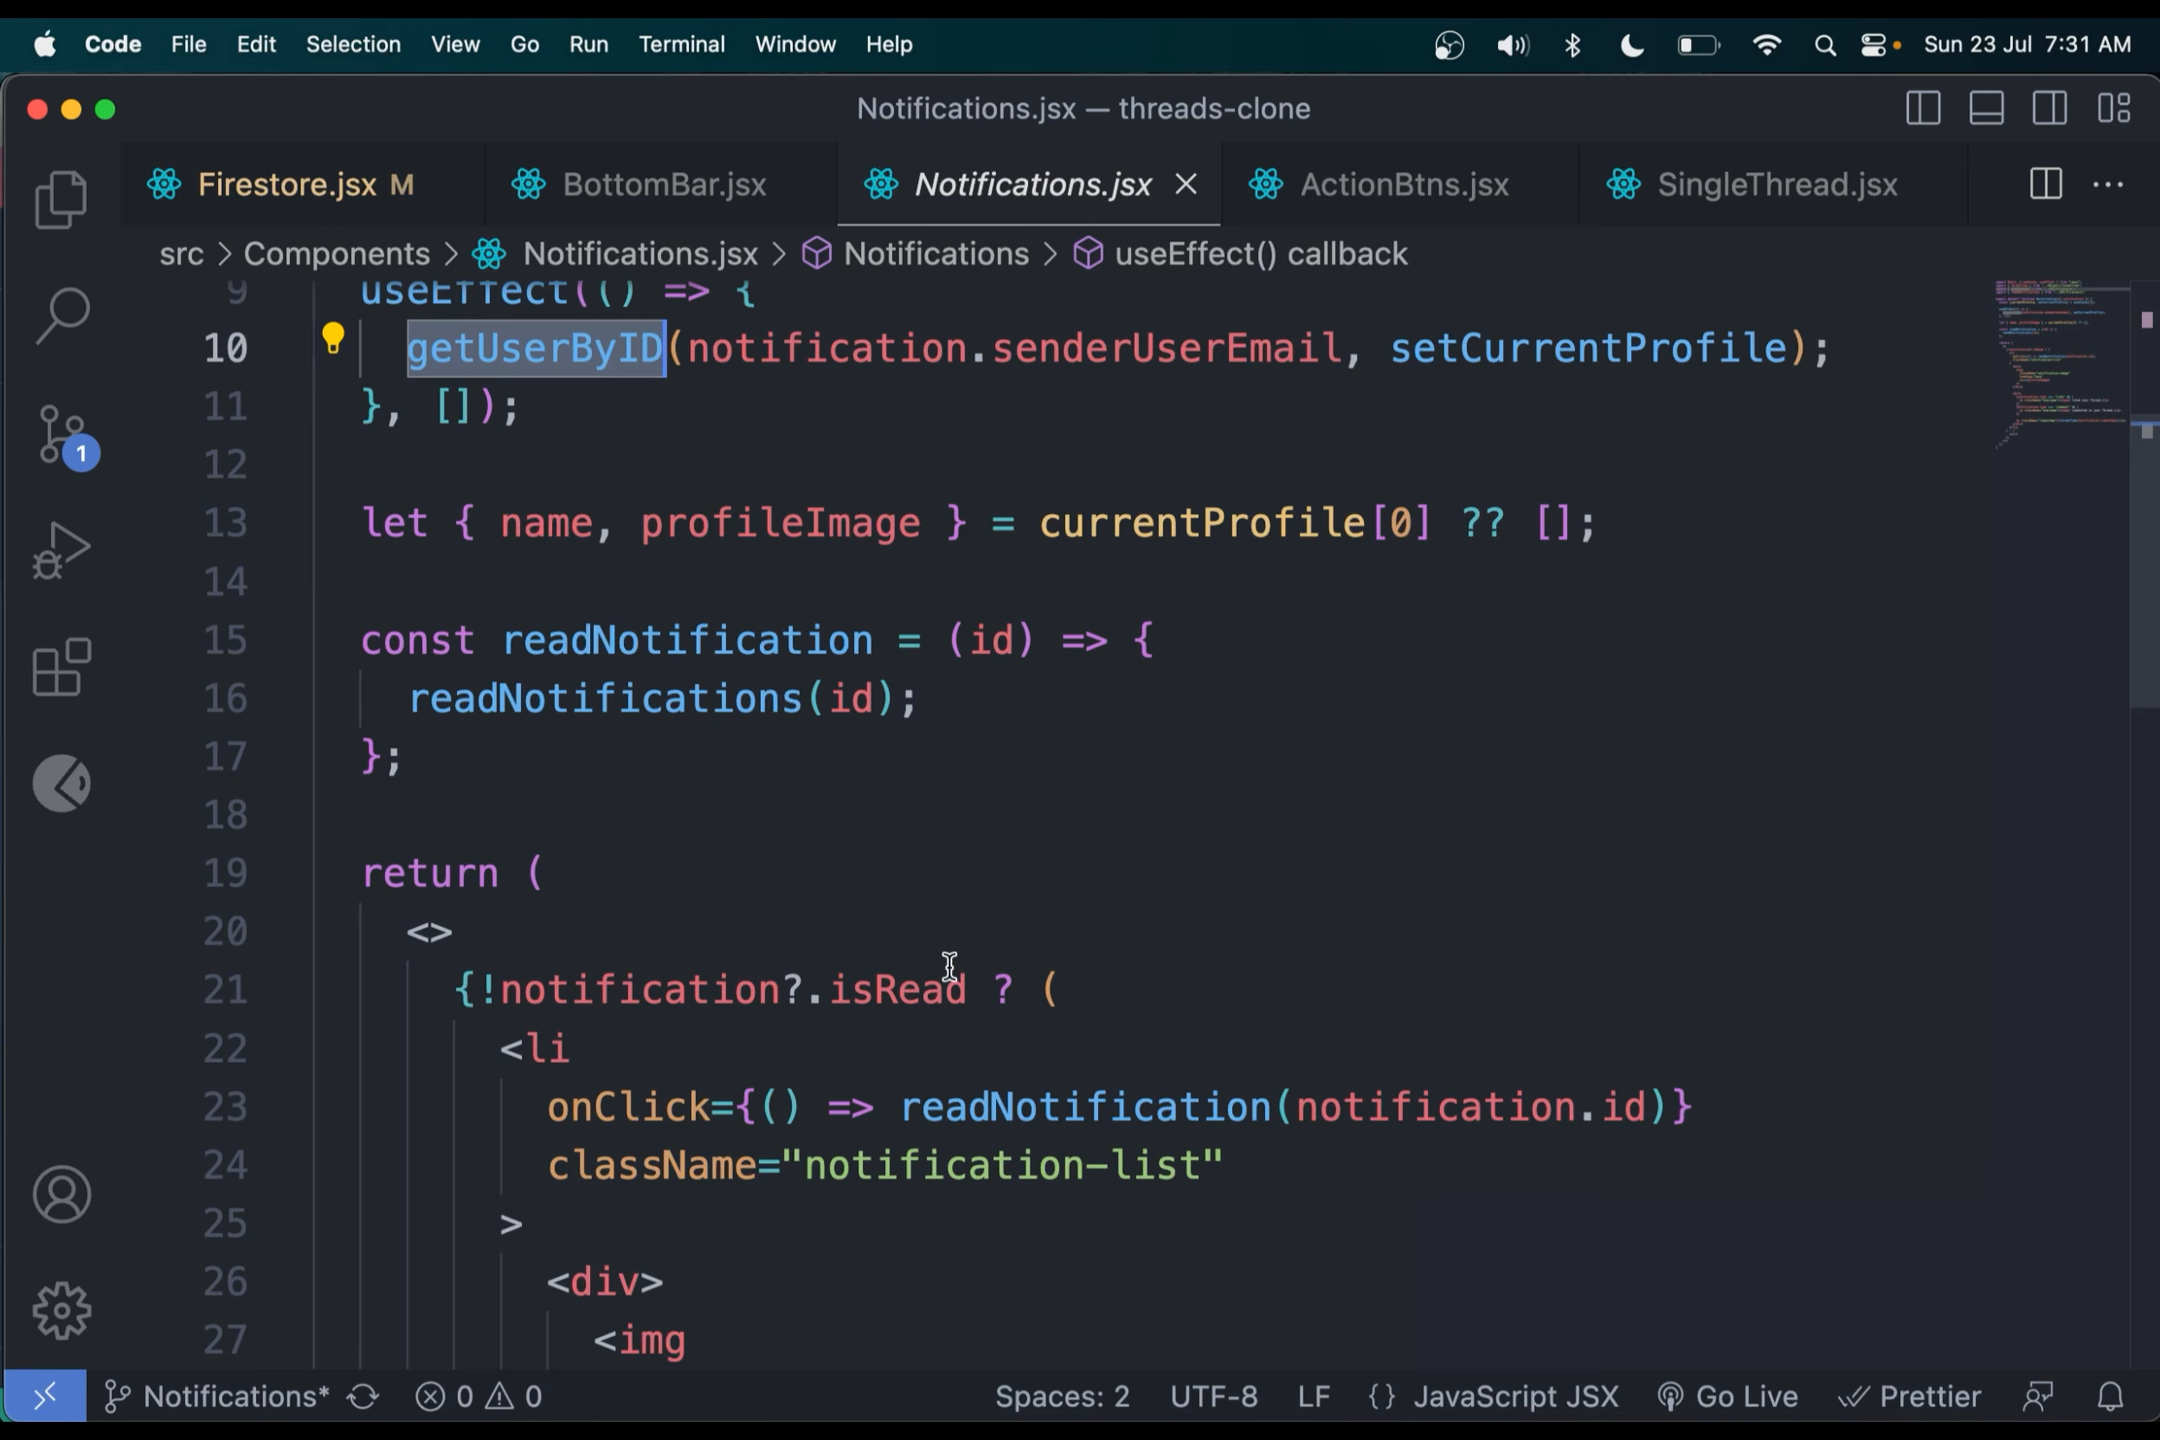 Code File Edit Selection View Go Run Terminal Window Help Sun 23 Jul 7:31 AM
Notifications.jsx — threads-clone
Firestore.jsx M BottomBar.jsx Notifications.jsx ActionBtns.jsx SingleThread.jsx
src > Components > Notifications.jsx > Notifications > useEffect() callback
9 useEffect(() => {
10 getUserByID(notification.senderUserEmail, setCurrentProfile);
11 }, []);
12
13 let { name, profileImage } = currentProfile[0] ?? [];
14
15 const readNotification = (id) => {
16 readNotifications(id);
17 };
18
19 return (
20 <>
21 {!notification?.isRead ? (
22 <li
23 onClick={() => readNotification(notification.id)}
24 className="notification-list"
25 >
26 <div>
27 <img
1
Notifications* 0 0 Spaces: 2 UTF-8 LF {} JavaScript JSX Go Live Prettier